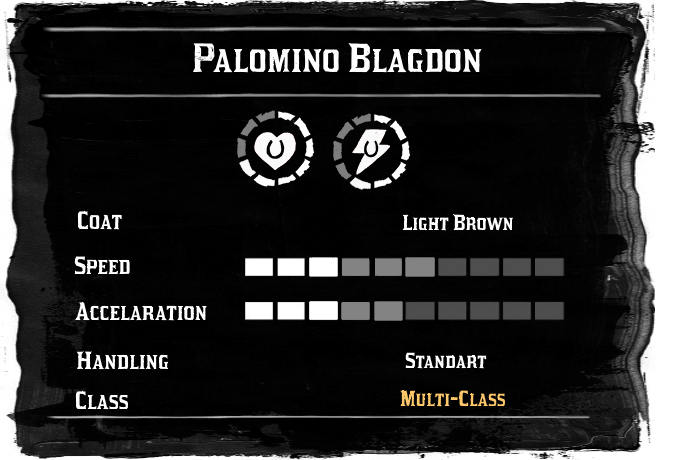 Palomino Blagdon
Coat Light Brown
Speed
Accelaration
Handling Standart
Class Multi-Class